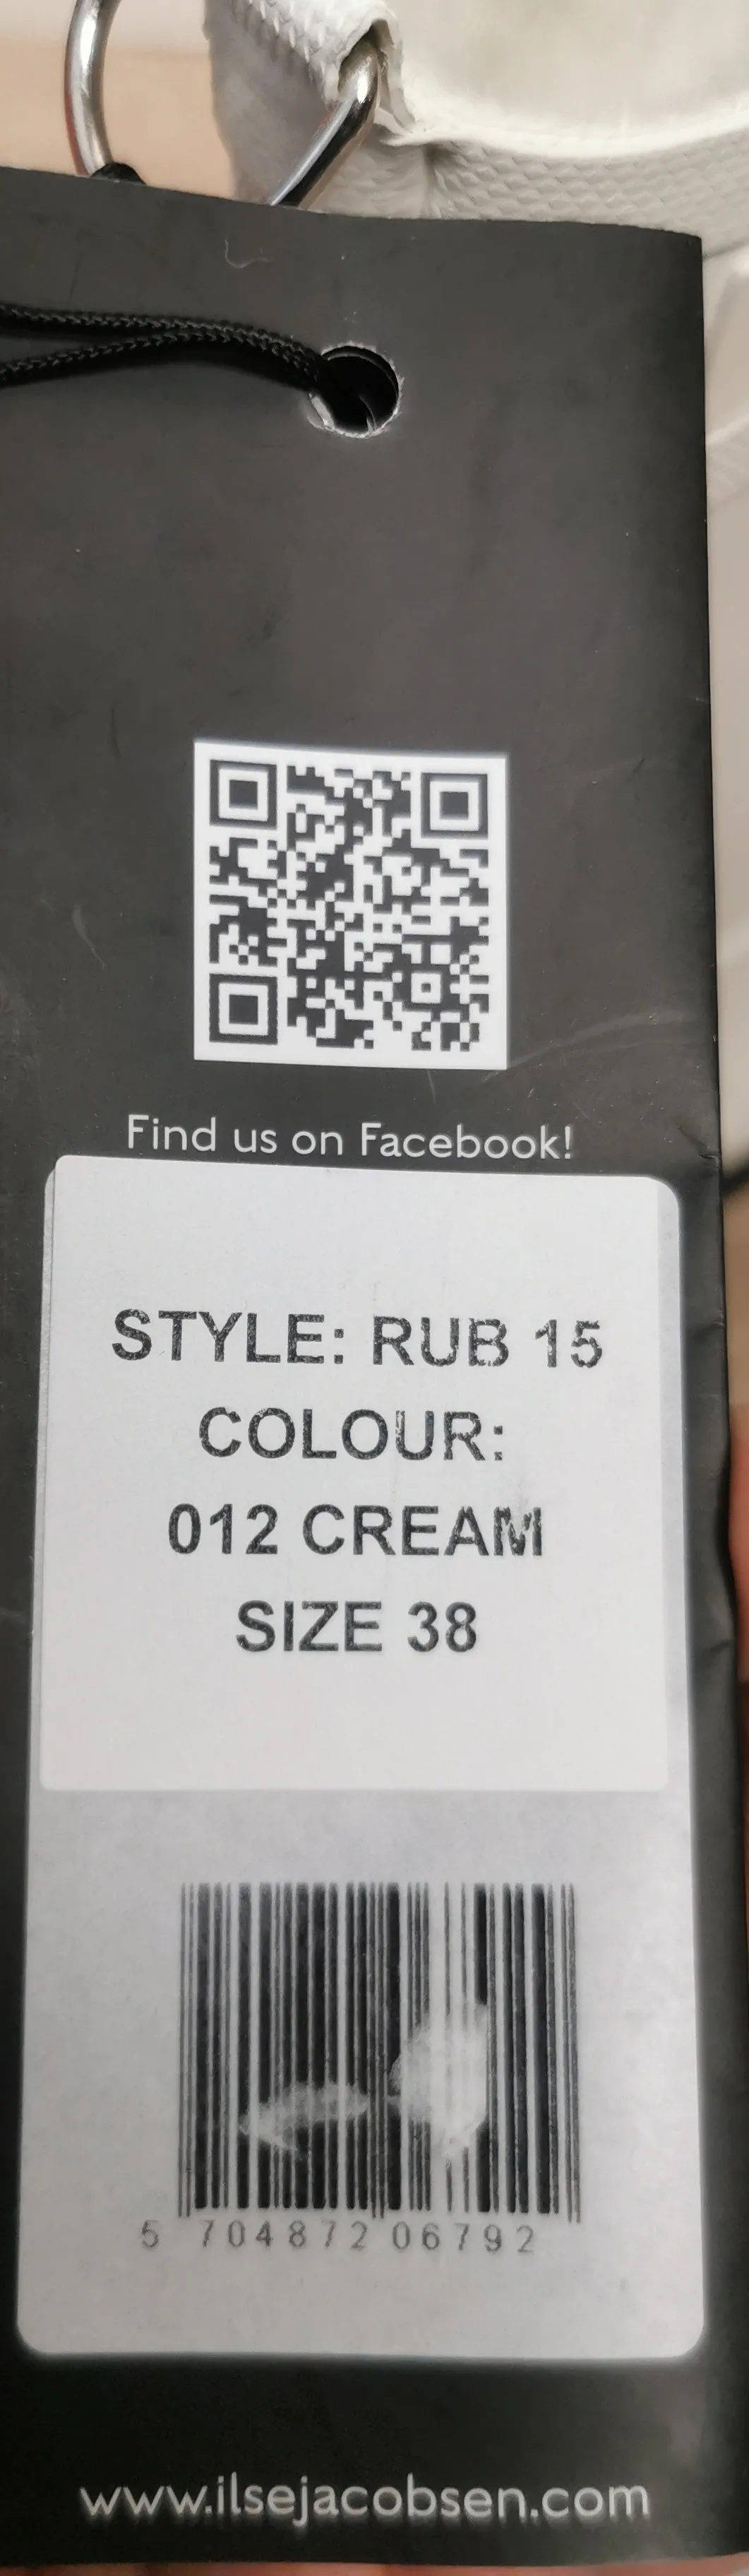 Find us on Facebook!
STYLE: RUB 15
COLOUR:
012 CREAM
SIZE 38
5 704872 06792
www.ilsejacobsen.com